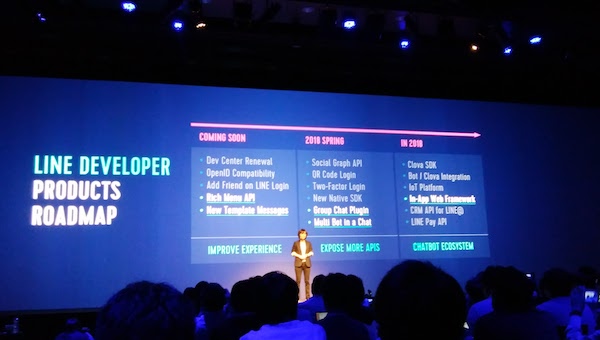 LINE DEVELOPER
PRODUCTS
ROADMAP
COMING SOON
• Dev Center Renewal
• OpenID Compatibility
• Add Friend on LINE Login
• Rich Menu API
• New Template Messages
IMPROVE EXPERIENCE
2018 SPRING
• Social Graph API
• QR Code Login
• Two-Factor Login
• New Native SDK
• Group Chat Plugin
• Multi Bot in a Chat
EXPOSE MORE APIS
IN 2018
• Clova SDK
• Bot / Clova Integration
• IoT Platform
• In-App Web Framework
• CRM API for LINE@
• LINE Pay API
CHATBOT ECOSYSTEM